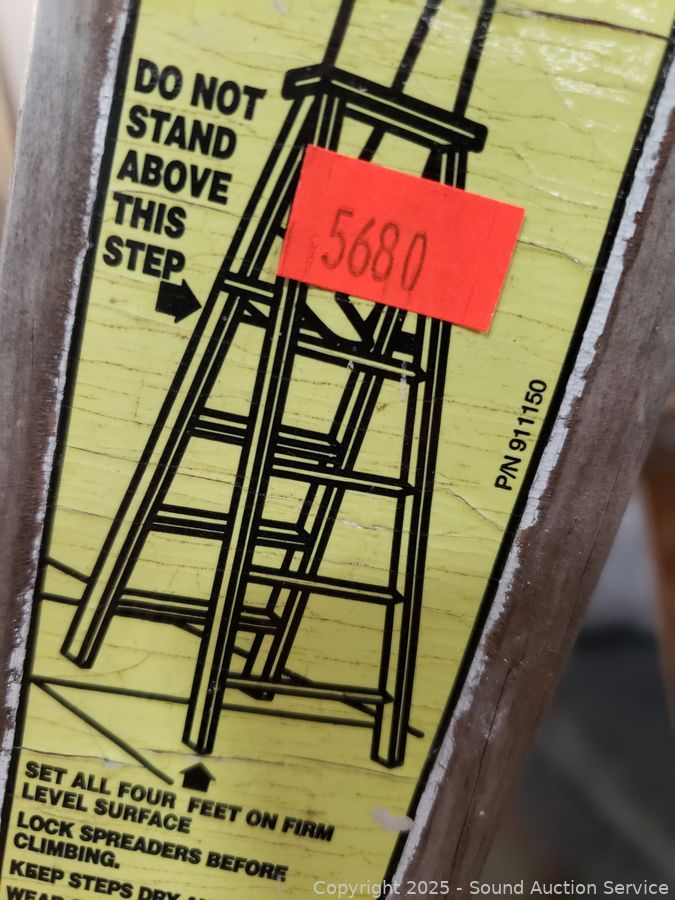 DO NOT
STAND
ABOVE
THIS
STEP
5680
P/N 911150
SET ALL FOUR FEET ON FIRM
LEVEL SURFACE
LOCK SPREADERS BEFORE
CLIMBING.
KEEP STEPS DRY
Copyright 2025 - Sound Auction Service